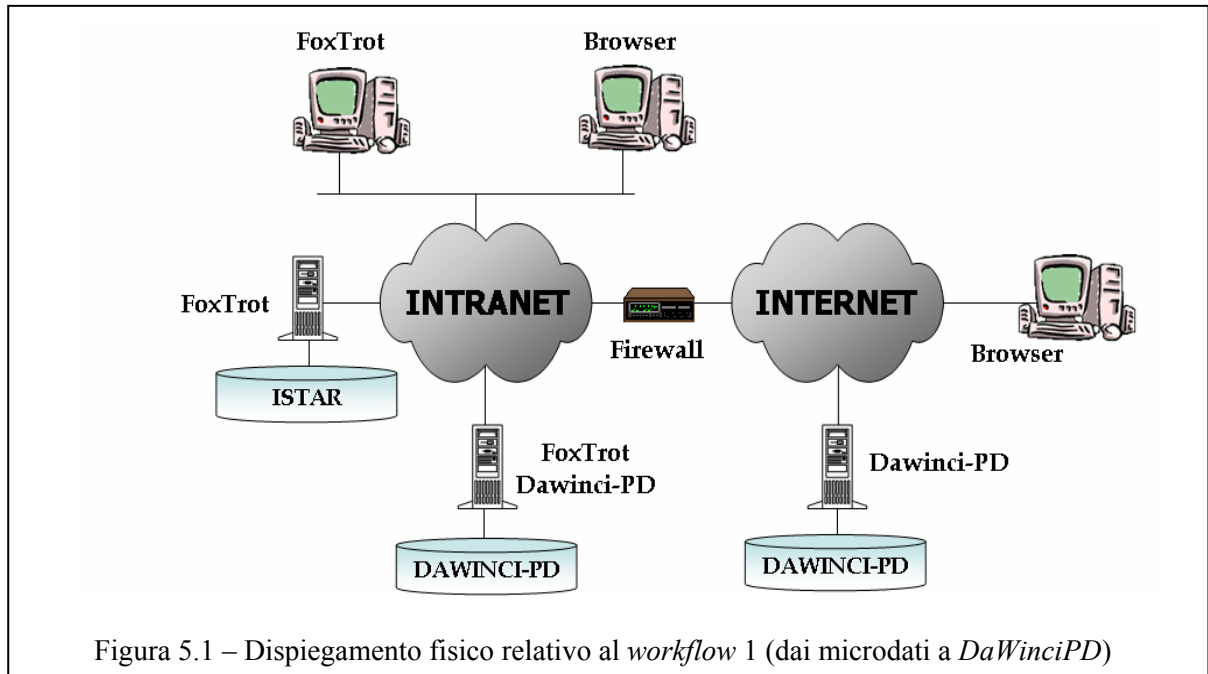 FoxTrot
Browser
INTRANET
INTERNET
FoxTrot
Firewall
Browser
ISTAR
FoxTrot
Dawinci-PD
Dawinci-PD
DAWINCI-PD
DAWINCI-PD
Figura 5.1 – Dispiegamento fisico relativo al workflow 1 (dai microdati a DaWinciPD)